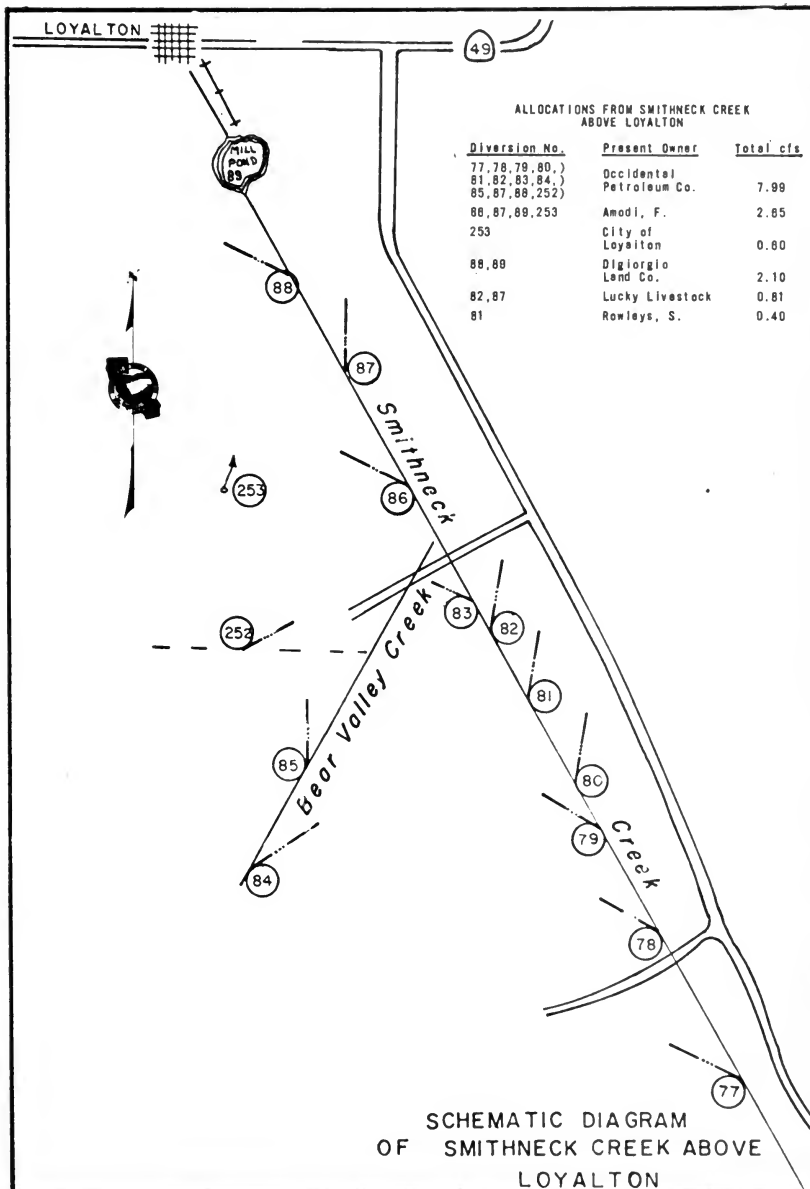 LOYALTON
49
MILL
POND
89
ALLOCATIONS FROM SMITHNECK CREEK
ABOVE LOYALTON
Diversion No. Present Owner Total cfs
77,78,79,80,)
81,82,83,84,) Occidental
85,87,88,252) Petroleum Co. 7.99
86,87,89,253 Amodi, F. 2.85
253 City of
Loyalton 0.80
88,89 Digiorgio
Land Co. 2.10
82,87 Lucky Livestock 0.81
81 Rowleys, S. 0.40
88
87
Smithneck
253
86
83
82
252
Bear Valley Creek
81
85
80
79
Creek
84
78
77
SCHEMATIC DIAGRAM
OF SMITHNECK CREEK ABOVE
LOYALTON